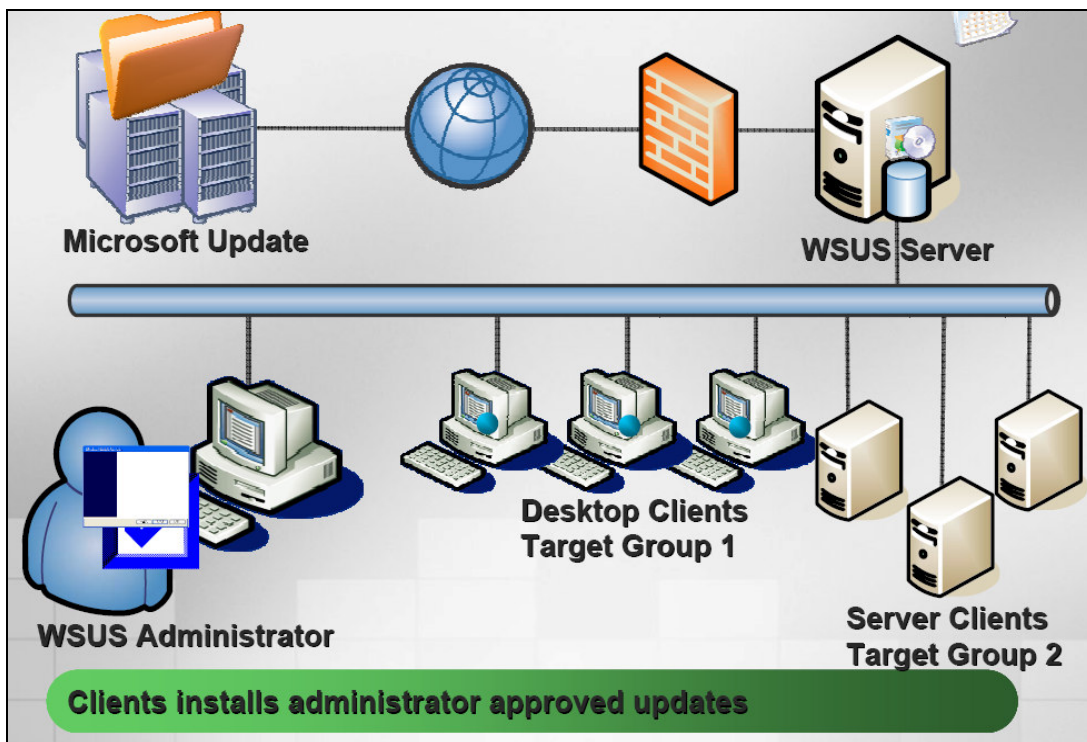 Microsoft Update
WSUS Server
Desktop Clients
Target Group 1
WSUS Administrator
Server Clients
Target Group 2
Clients installs administrator approved updates